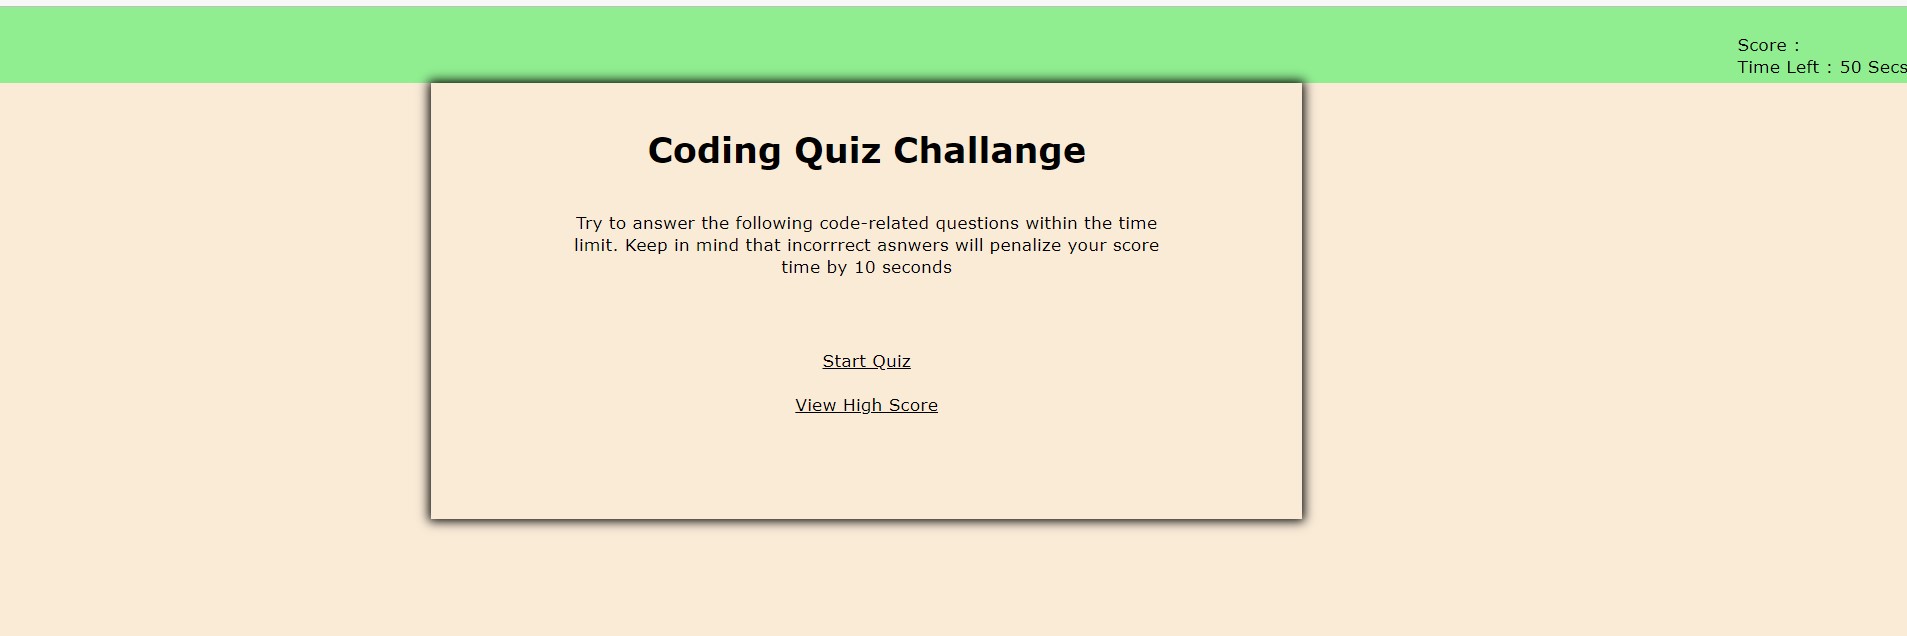 Score :
Time Left : 50 Secs
Coding Quiz Challange
Try to answer the following code-related questions within the time
limit. Keep in mind that incorrrect asnwers will penalize your score
time by 10 seconds
Start Quiz
View High Score